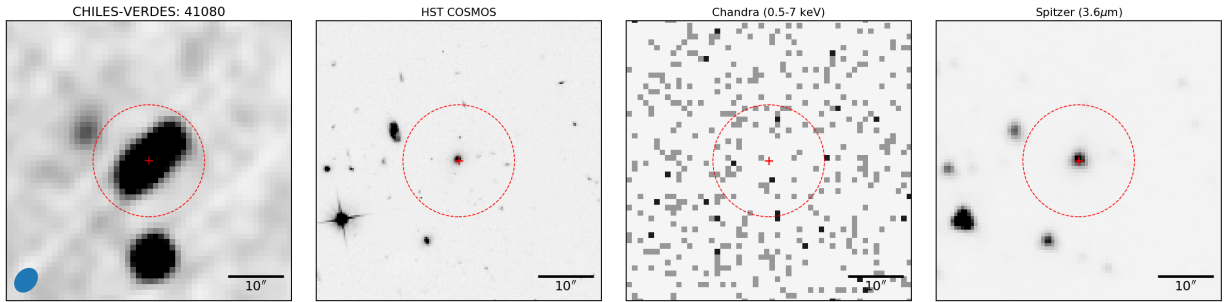 CHILES-VERDES: 41080
HST COSMOS
Chandra (0.5-7 keV)
Spitzer (3.6μm)
10″
10″
10″
10″